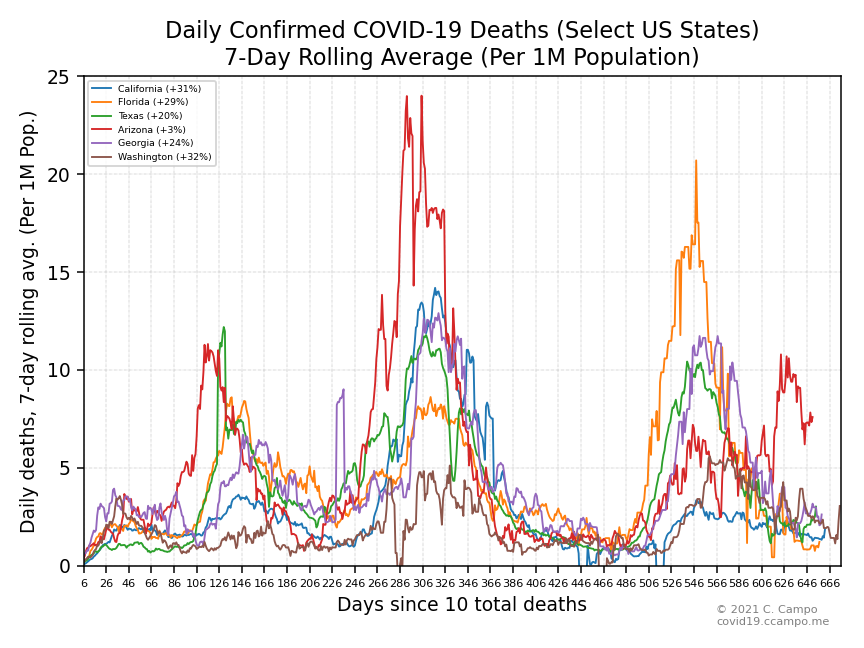 Daily Confirmed COVID-19 Deaths (Select US States)
7-Day Rolling Average (Per 1M Population)
Daily deaths, 7-day rolling avg. (Per 1M Pop.)
25
20
15
10
5
0
California (+31%)
Florida (+29%)
Texas (+20%)
Arizona (+3%)
Georgia (+24%)
Washington (+32%)
6 26 46 66 86 106 126 146 166 186 206 226 246 266 286 306 326 346 366 386 406 426 446 466 486 506 526 546 566 586 606 626 646 666
Days since 10 total deaths
© 2021 C. Campo
covid19.ccampo.me